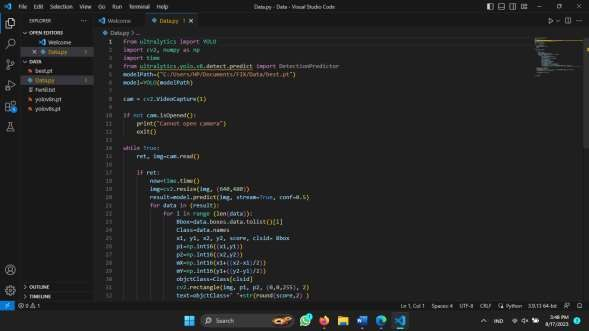 File Edit Selection View Go Run Terminal Help
Data.py - Data - Visual Studio Code
EXPLORER
OPEN EDITORS
Welcome
Data.py 1
DATA
best.pt
Data.py 1
yolov8n.pt
yolov8s.pt
OUTLINE
TIMELINE
Welcome
Data.py 1
Data.py > ...
1 from ultralytics import YOLO
2 import cv2, numpy as np
3 import time
4 from ultralytics.yolo.v8.detect.predict import DetectionPredictor
5 modelPath=("C:/Users/HP/Documents/FIX/Data/best.pt")
6 model=YOLO(modelPath)
7
8 cam = cv2.VideoCapture(1)
9
10 if not cam.isOpened():
11 print("Cannot open camera")
12 exit()
13
14 while True:
15 ret, img=cam.read()
16
17 if ret:
18 now=time.time()
19 img=cv2.resize(img, (640,480))
20 result=model.predict(img, stream=True, conf=0.5)
21 for data in (result):
22 for i in range (len(data)):
23 Bbox=data.boxes.data.tolist()[i]
24 Class=data.names
25 x1, y1, x2, y2, score, clsid= Bbox
26 p1=np.int16((x1,y1))
27 p2=np.int16((x2,y2))
28 mX=np.int16(x1+((x2-x1)/2))
29 mY=np.int16(y1+((y2-y1)/2))
30 objctClass=Class[clsid]
31 cv2.rectangle(img, p1, p2, (0,0,255), 2)
32 text=objctClass+" "+str(round(score,2) )
0 1
Ln 1, Col 1 Spaces: 4 UTF-8 CRLF Python 3.9.13 64-bit
Search
IND
3:48 PM
8/17/2023